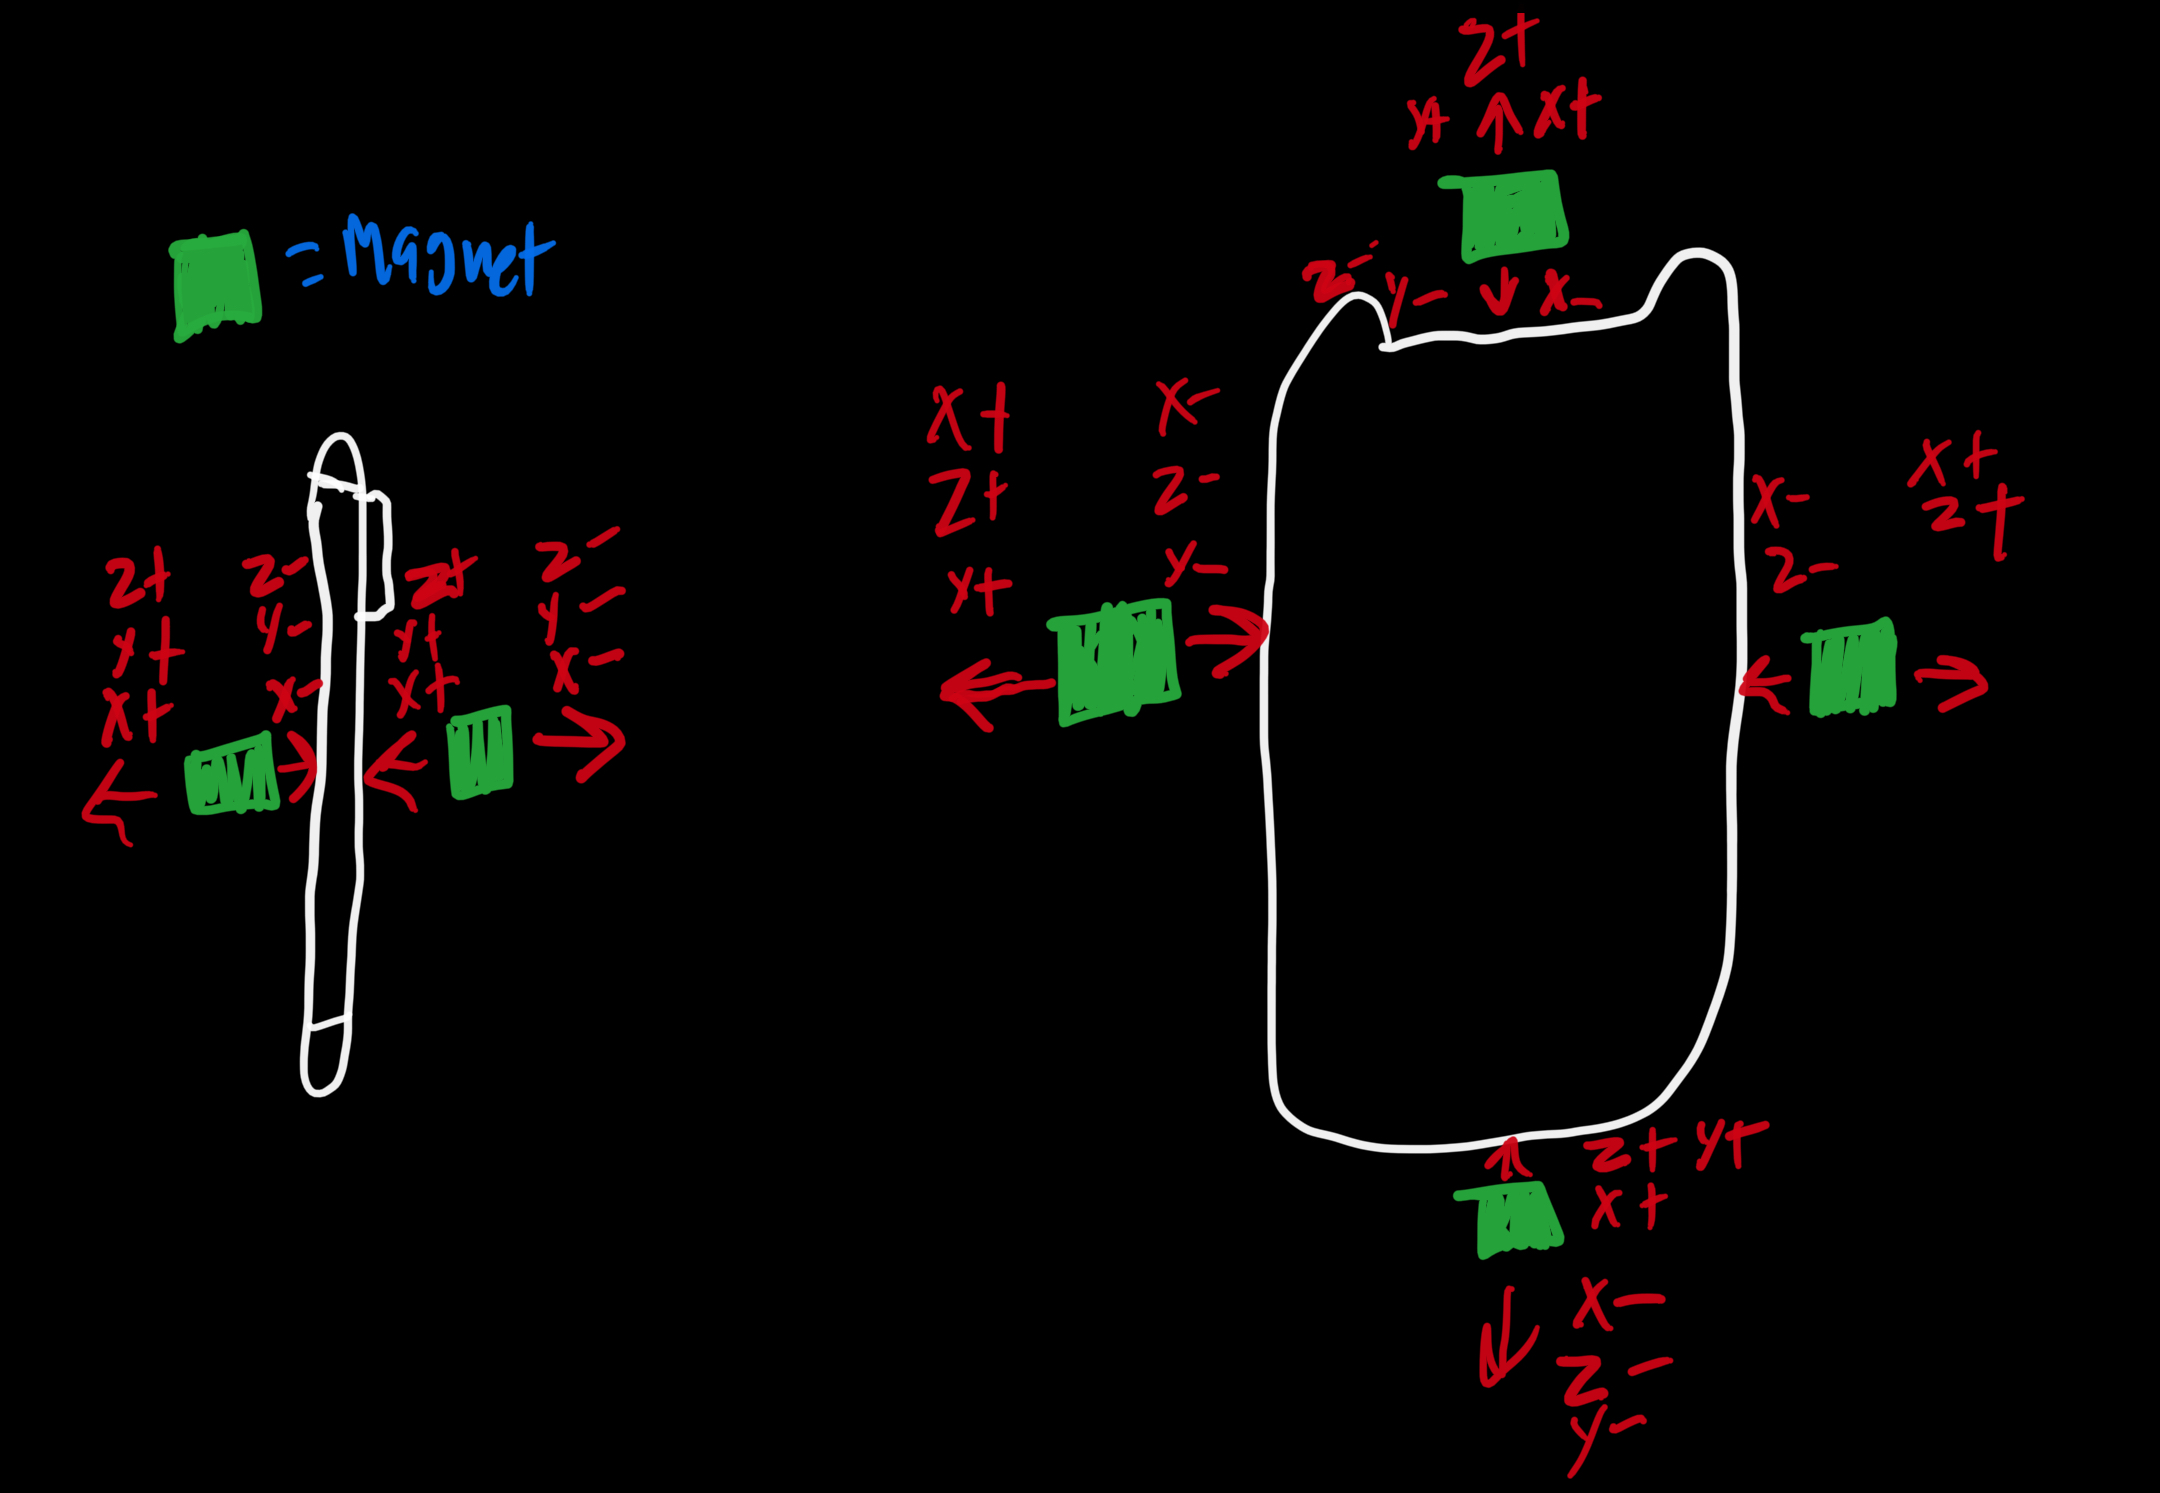 = Magnet
z+
y+
x+
z-
y-
x-
z+
y+
x+
z-
y-
x-
z+
y+ x+
z- y- x-
x+
z+
y+
x-
z-
y-
x-
z-
x+
z+
z+ y+
x+
x-
z-
y-